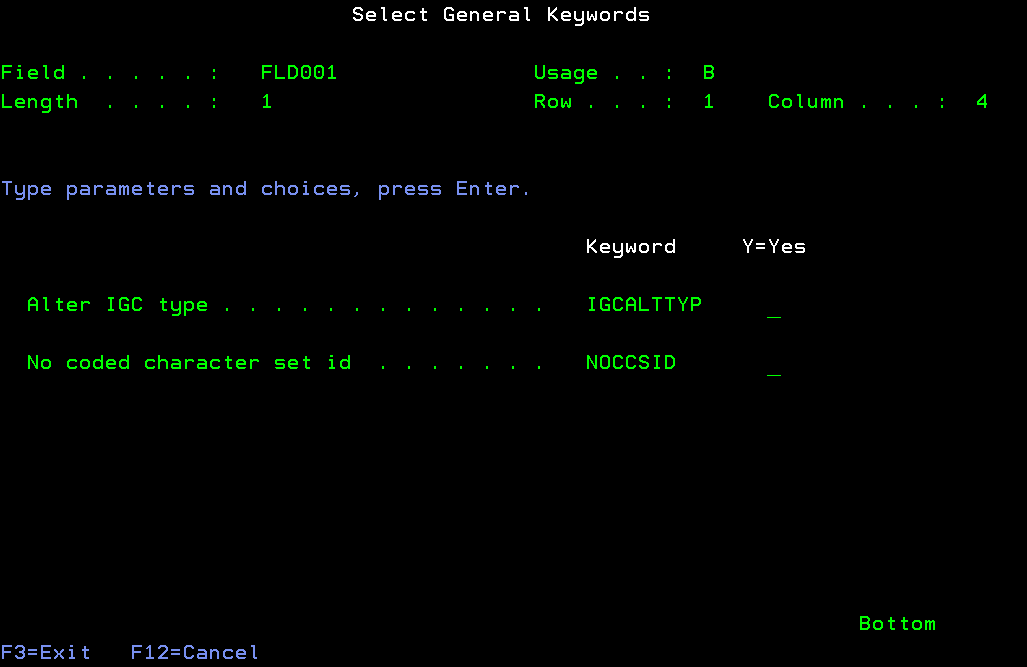 Select General Keywords
Field . . . . . :   FLD001               Usage . . :  B
Length  . . . . :   1                    Row . . . :  1    Column . . . :  4
Type parameters and choices, press Enter.
Keyword     Y=Yes
Alter IGC type . . . . . . . . . . . . .   IGCALTTYP     _
No coded character set id  . . . . . . .   NOCCSID       _
Bottom
F3=Exit   F12=Cancel